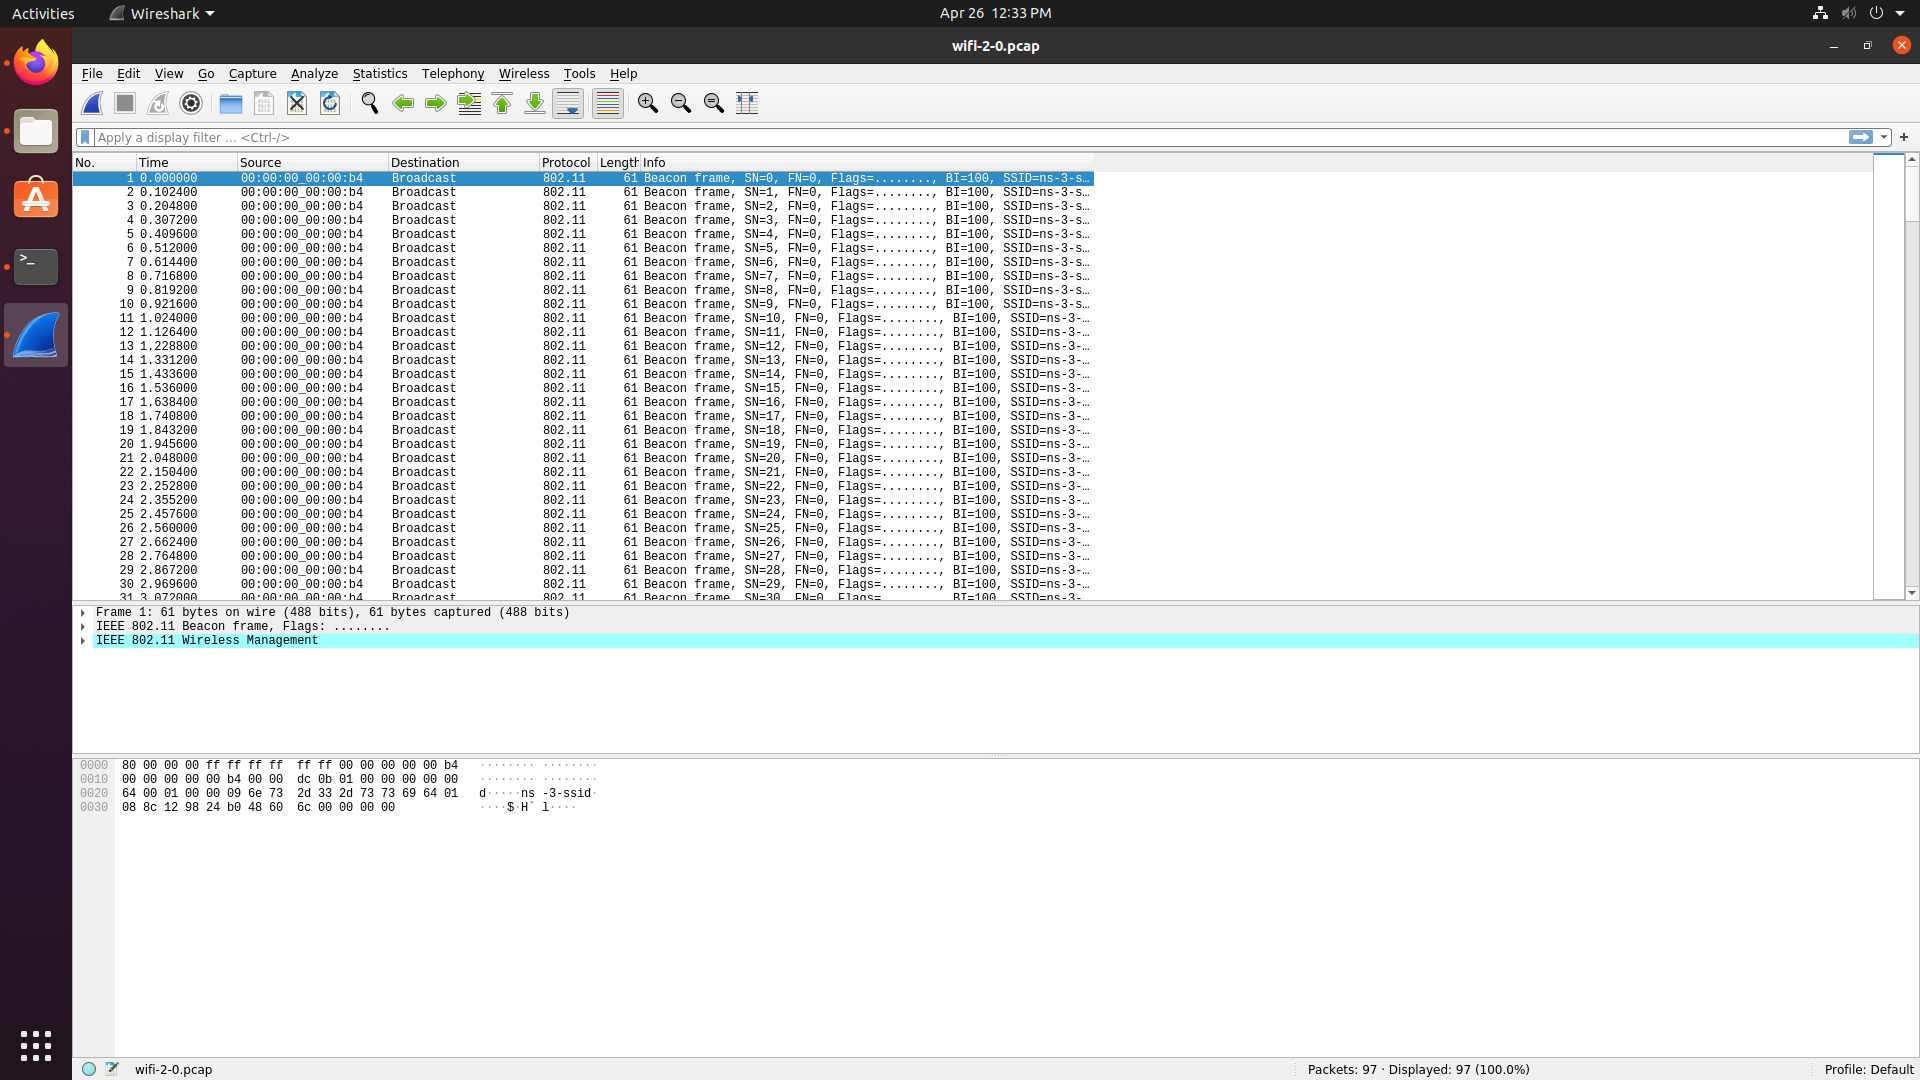 Activities Wireshark Apr 26 12:33 PM
wifi-2-0.pcap
File Edit View Go Capture Analyze Statistics Telephony Wireless Tools Help
Apply a display filter ... <Ctrl-/>
No. Time Source Destination Protocol Length Info
1 0.000000 00:00:00_00:00:b4 Broadcast 802.11 61 Beacon frame, SN=0, FN=0, Flags=........, BI=100, SSID=ns-3-s…
2 0.102400 00:00:00_00:00:b4 Broadcast 802.11 61 Beacon frame, SN=1, FN=0, Flags=........, BI=100, SSID=ns-3-s…
3 0.204800 00:00:00_00:00:b4 Broadcast 802.11 61 Beacon frame, SN=2, FN=0, Flags=........, BI=100, SSID=ns-3-s…
4 0.307200 00:00:00_00:00:b4 Broadcast 802.11 61 Beacon frame, SN=3, FN=0, Flags=........, BI=100, SSID=ns-3-s…
5 0.409600 00:00:00_00:00:b4 Broadcast 802.11 61 Beacon frame, SN=4, FN=0, Flags=........, BI=100, SSID=ns-3-s…
6 0.512000 00:00:00_00:00:b4 Broadcast 802.11 61 Beacon frame, SN=5, FN=0, Flags=........, BI=100, SSID=ns-3-s…
7 0.614400 00:00:00_00:00:b4 Broadcast 802.11 61 Beacon frame, SN=6, FN=0, Flags=........, BI=100, SSID=ns-3-s…
8 0.716800 00:00:00_00:00:b4 Broadcast 802.11 61 Beacon frame, SN=7, FN=0, Flags=........, BI=100, SSID=ns-3-s…
9 0.819200 00:00:00_00:00:b4 Broadcast 802.11 61 Beacon frame, SN=8, FN=0, Flags=........, BI=100, SSID=ns-3-s…
10 0.921600 00:00:00_00:00:b4 Broadcast 802.11 61 Beacon frame, SN=9, FN=0, Flags=........, BI=100, SSID=ns-3-s…
11 1.024000 00:00:00_00:00:b4 Broadcast 802.11 61 Beacon frame, SN=10, FN=0, Flags=........, BI=100, SSID=ns-3-…
12 1.126400 00:00:00_00:00:b4 Broadcast 802.11 61 Beacon frame, SN=11, FN=0, Flags=........, BI=100, SSID=ns-3-…
13 1.228800 00:00:00_00:00:b4 Broadcast 802.11 61 Beacon frame, SN=12, FN=0, Flags=........, BI=100, SSID=ns-3-…
14 1.331200 00:00:00_00:00:b4 Broadcast 802.11 61 Beacon frame, SN=13, FN=0, Flags=........, BI=100, SSID=ns-3-…
15 1.433600 00:00:00_00:00:b4 Broadcast 802.11 61 Beacon frame, SN=14, FN=0, Flags=........, BI=100, SSID=ns-3-…
16 1.536000 00:00:00_00:00:b4 Broadcast 802.11 61 Beacon frame, SN=15, FN=0, Flags=........, BI=100, SSID=ns-3-…
17 1.638400 00:00:00_00:00:b4 Broadcast 802.11 61 Beacon frame, SN=16, FN=0, Flags=........, BI=100, SSID=ns-3-…
18 1.740800 00:00:00_00:00:b4 Broadcast 802.11 61 Beacon frame, SN=17, FN=0, Flags=........, BI=100, SSID=ns-3-…
19 1.843200 00:00:00_00:00:b4 Broadcast 802.11 61 Beacon frame, SN=18, FN=0, Flags=........, BI=100, SSID=ns-3-…
20 1.945600 00:00:00_00:00:b4 Broadcast 802.11 61 Beacon frame, SN=19, FN=0, Flags=........, BI=100, SSID=ns-3-…
21 2.048000 00:00:00_00:00:b4 Broadcast 802.11 61 Beacon frame, SN=20, FN=0, Flags=........, BI=100, SSID=ns-3-…
22 2.150400 00:00:00_00:00:b4 Broadcast 802.11 61 Beacon frame, SN=21, FN=0, Flags=........, BI=100, SSID=ns-3-…
23 2.252800 00:00:00_00:00:b4 Broadcast 802.11 61 Beacon frame, SN=22, FN=0, Flags=........, BI=100, SSID=ns-3-…
24 2.355200 00:00:00_00:00:b4 Broadcast 802.11 61 Beacon frame, SN=23, FN=0, Flags=........, BI=100, SSID=ns-3-…
25 2.457600 00:00:00_00:00:b4 Broadcast 802.11 61 Beacon frame, SN=24, FN=0, Flags=........, BI=100, SSID=ns-3-…
26 2.560000 00:00:00_00:00:b4 Broadcast 802.11 61 Beacon frame, SN=25, FN=0, Flags=........, BI=100, SSID=ns-3-…
27 2.662400 00:00:00_00:00:b4 Broadcast 802.11 61 Beacon frame, SN=26, FN=0, Flags=........, BI=100, SSID=ns-3-…
28 2.764800 00:00:00_00:00:b4 Broadcast 802.11 61 Beacon frame, SN=27, FN=0, Flags=........, BI=100, SSID=ns-3-…
29 2.867200 00:00:00_00:00:b4 Broadcast 802.11 61 Beacon frame, SN=28, FN=0, Flags=........, BI=100, SSID=ns-3-…
30 2.969600 00:00:00_00:00:b4 Broadcast 802.11 61 Beacon frame, SN=29, FN=0, Flags=........, BI=100, SSID=ns-3-…
31 3.072000 00:00:00_00:00:b4 Broadcast 802.11 61 Beacon frame, SN=30, FN=0, Flags=........, BI=100, SSID=ns-3-…
Frame 1: 61 bytes on wire (488 bits), 61 bytes captured (488 bits)
IEEE 802.11 Beacon frame, Flags: ........
IEEE 802.11 Wireless Management
0000 80 00 00 00 ff ff ff ff ff ff 00 00 00 00 00 b4 ········ ········
0010 00 00 00 00 00 b4 00 00 dc 0b 01 00 00 00 00 00 ········ ········
0020 64 00 01 00 00 09 6e 73 2d 33 2d 73 73 69 64 01 d·····ns -3-ssid·
0030 08 8c 12 98 24 b0 48 60 6c 00 00 00 00 ····$·H` l····
wifi-2-0.pcap Packets: 97 · Displayed: 97 (100.0%) Profile: Default